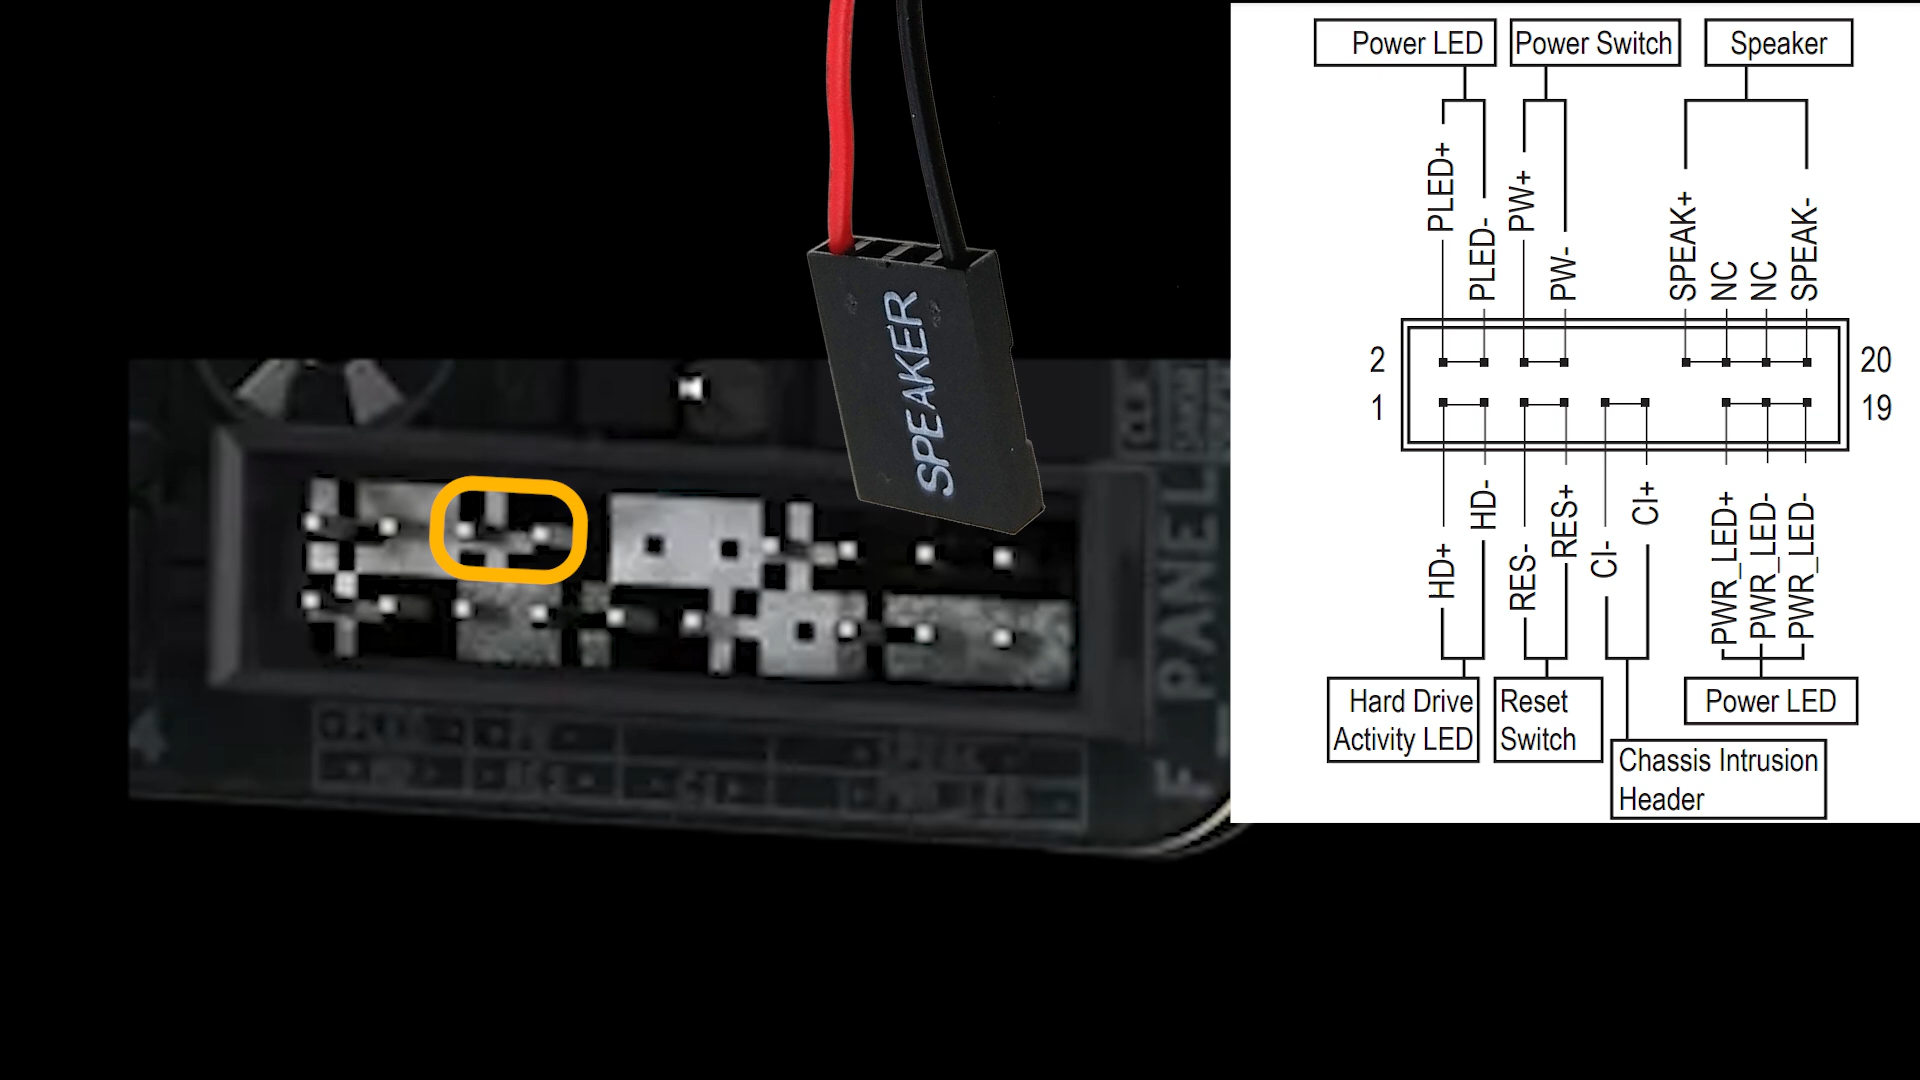 Power LED
Power Switch
Speaker
PLED+
PLED-
PW+
PW-
SPEAK+
NC
NC
SPEAK-
2
20
1
19
HD+
HD-
RES-
RES+
CI-
CI+
PWR_LED+
PWR_LED-
PWR_LED-
Hard Drive
Activity LED
Reset
Switch
Power LED
Chassis Intrusion
Header
SPEAKER
F_PANEL